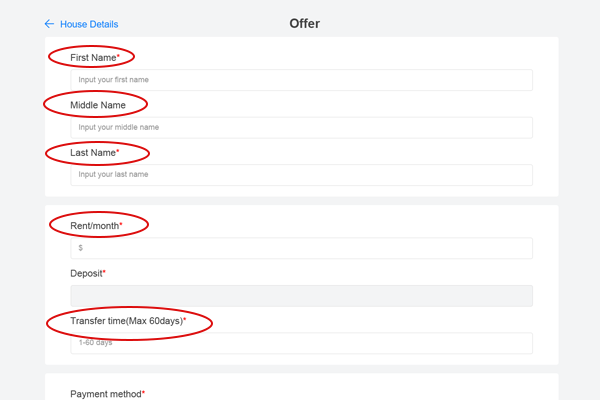 House Details
Offer
First Name*
Input your first name
Middle Name
Input your middle name
Last Name*
Input your last name
Rent/month*
$
Deposit*
Transfer time(Max 60days)*
1-60 days
Payment method*